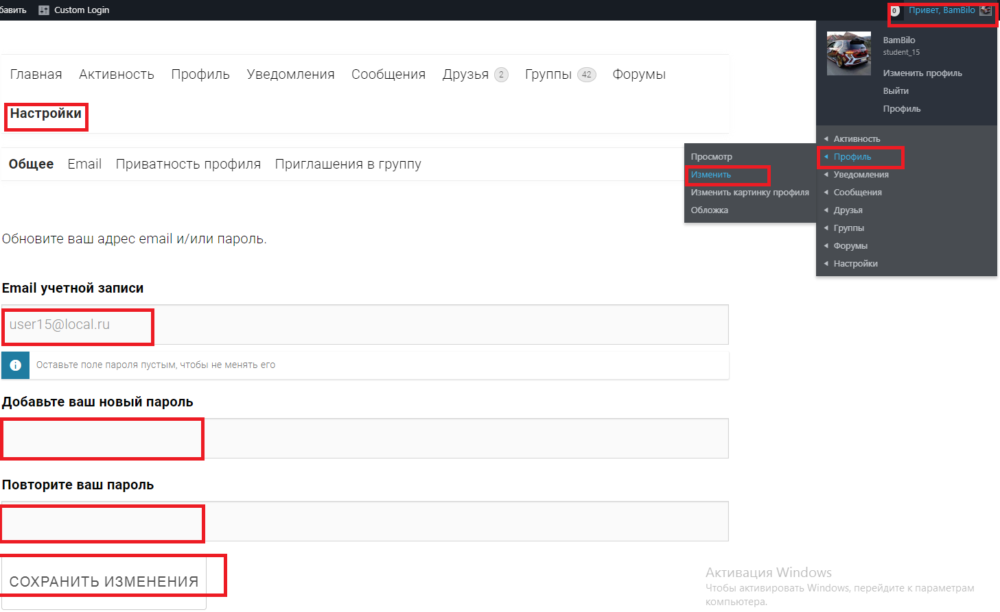 бавить Custom Login 0 Привет, BamBilo
BamBilo
student_15
Изменить профиль
Выйти
Профиль
Главная Активность Профиль Уведомления Сообщения Друзья 2 Группы 42 Форумы
Настройки
Активность
Профиль
Уведомления
Сообщения
Друзья
Группы
Форумы
Настройки
Просмотр
Изменить
Изменить картинку профиля
Обложка
Общее Email Приватность профиля Приглашения в группу
Обновите ваш адрес email и/или пароль.
Email учетной записи
user15@local.ru
Оставьте поле пароля пустым, чтобы не менять его
Добавьте ваш новый пароль
Повторите ваш пароль
СОХРАНИТЬ ИЗМЕНЕНИЯ
Активация Windows
Чтобы активировать Windows, перейдите к параметрам
компьютера.